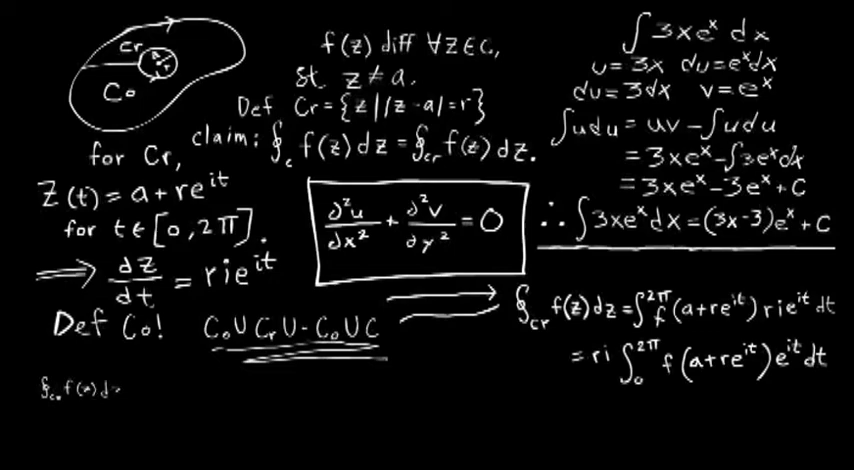 Cr
r
Co
f(z) diff ∀z∈C,
st. z ≠ a.
Def Cr = {z||z-a|=r}
claim: ∮c f(z)dz = ∮cr f(z)dz.
for Cr,
Z(t) = a+re^it
for t∈[0,2π].
⟹ dz/dt = rie^it
Def Co! CoUCrU-CoUC
∮cr f(z)dz
∂²u/dx² + ∂²v/∂y² = 0
∫3xe^x dx
u=3x du=e^x dx
du=3dx v=e^x
∫udu = uv - ∫udu
= 3xe^x - ∫3e^x dx
= 3xe^x - 3e^x + C
∴ ∫3xe^x dx = (3x-3)e^x + C
∮cr f(z)dz = ∫^2π f(a+re^it) rie^it dt
= ri ∫₀^2π f(a+re^it) e^it dt